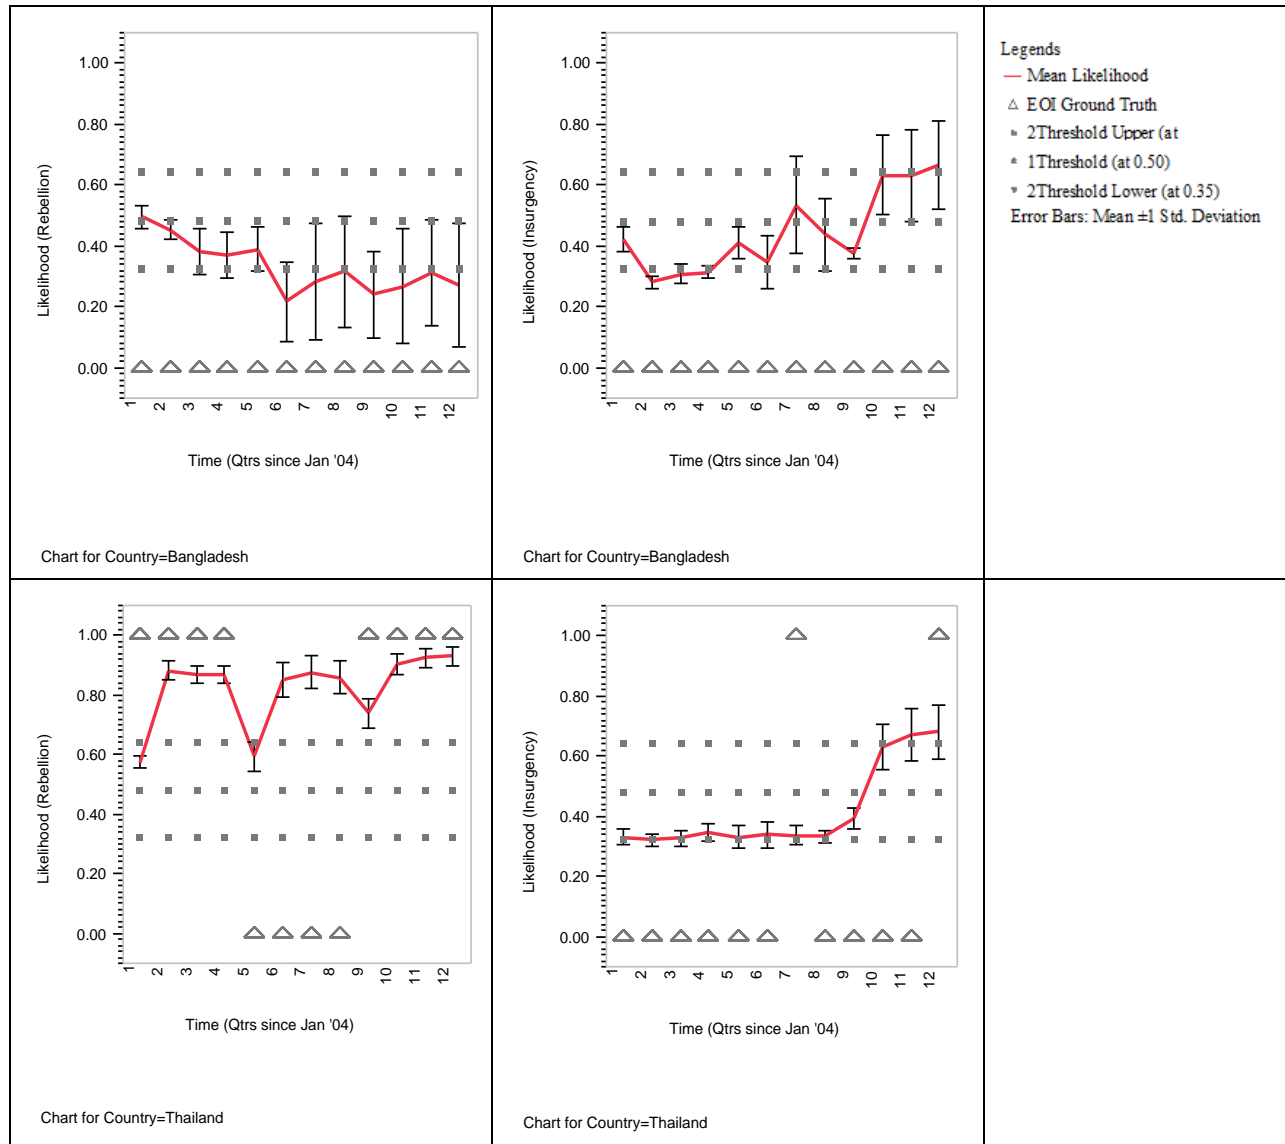 1.00
0.80
0.60
0.40
0.20
0.00
Likelihood (Rebellion)
1 2 3 4 5 6 7 8 9 10 11 12
Time (Qtrs since Jan '04)
Chart for Country=Bangladesh
1.00
0.80
0.60
0.40
0.20
0.00
Likelihood (Insurgency)
1 2 3 4 5 6 7 8 9 10 11 12
Time (Qtrs since Jan '04)
Chart for Country=Bangladesh
Legends
Mean Likelihood
EOI Ground Truth
2Threshold Upper (at
1Threshold (at 0.50)
2Threshold Lower (at 0.35)
Error Bars: Mean ±1 Std. Deviation
1.00
0.80
0.60
0.40
0.20
0.00
Likelihood (Rebellion)
1 2 3 4 5 6 7 8 9 10 11 12
Time (Qtrs since Jan '04)
Chart for Country=Thailand
1.00
0.80
0.60
0.40
0.20
0.00
Likelihood (Insurgency)
1 2 3 4 5 6 7 8 9 10 11 12
Time (Qtrs since Jan '04)
Chart for Country=Thailand